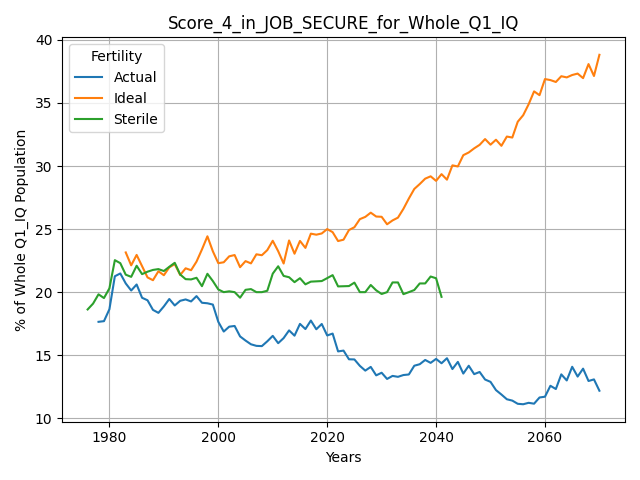 Score_4_in_JOB_SECURE_for_Whole_Q1_IQ
40
35
30
25
20
15
10
% of Whole Q1_IQ Population
Fertility
Actual
Ideal
Sterile
1980
2000
2020
2040
2060
Years